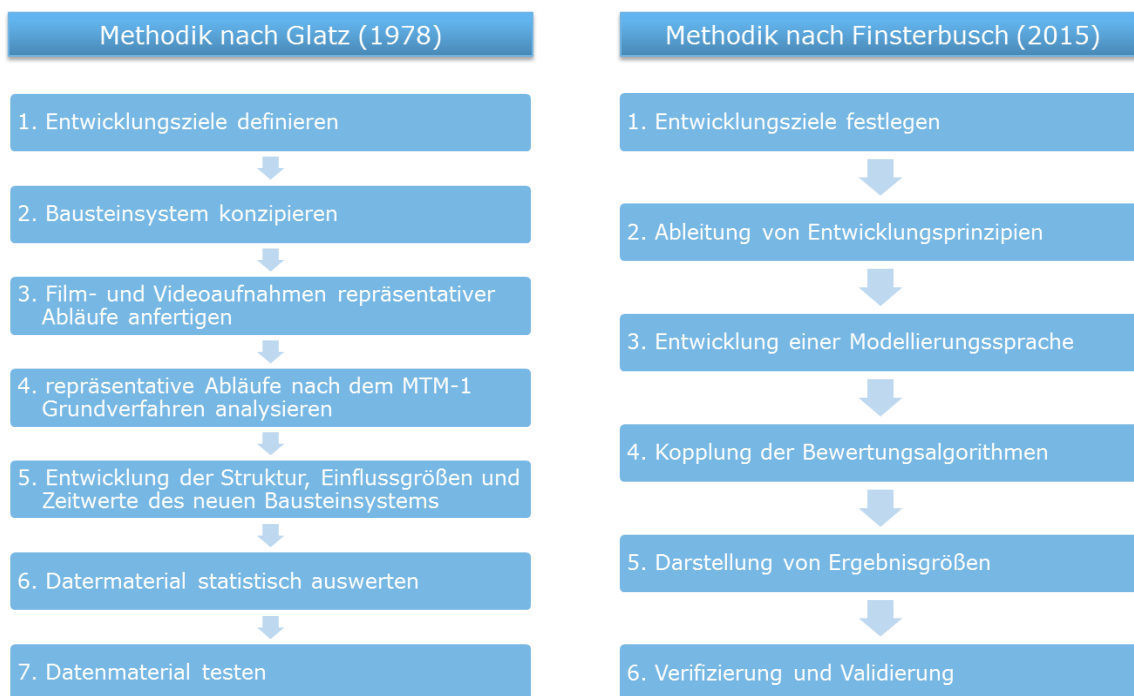 Methodik nach Glatz (1978)
1. Entwicklungsziele definieren
2. Bausteinsystem konzipieren
3. Film- und Videoaufnahmen repräsentativer
Abläufe anfertigen
4. repräsentative Abläufe nach dem MTM-1
Grundverfahren analysieren
5. Entwicklung der Struktur, Einflussgrößen und
Zeitwerte des neuen Bausteinsystems
6. Datermaterial statistisch auswerten
7. Datenmaterial testen
Methodik nach Finsterbusch (2015)
1. Entwicklungsziele festlegen
2. Ableitung von Entwicklungsprinzipien
3. Entwicklung einer Modellierungssprache
4. Kopplung der Bewertungsalgorithmen
5. Darstellung von Ergebnisgrößen
6. Verifizierung und Validierung